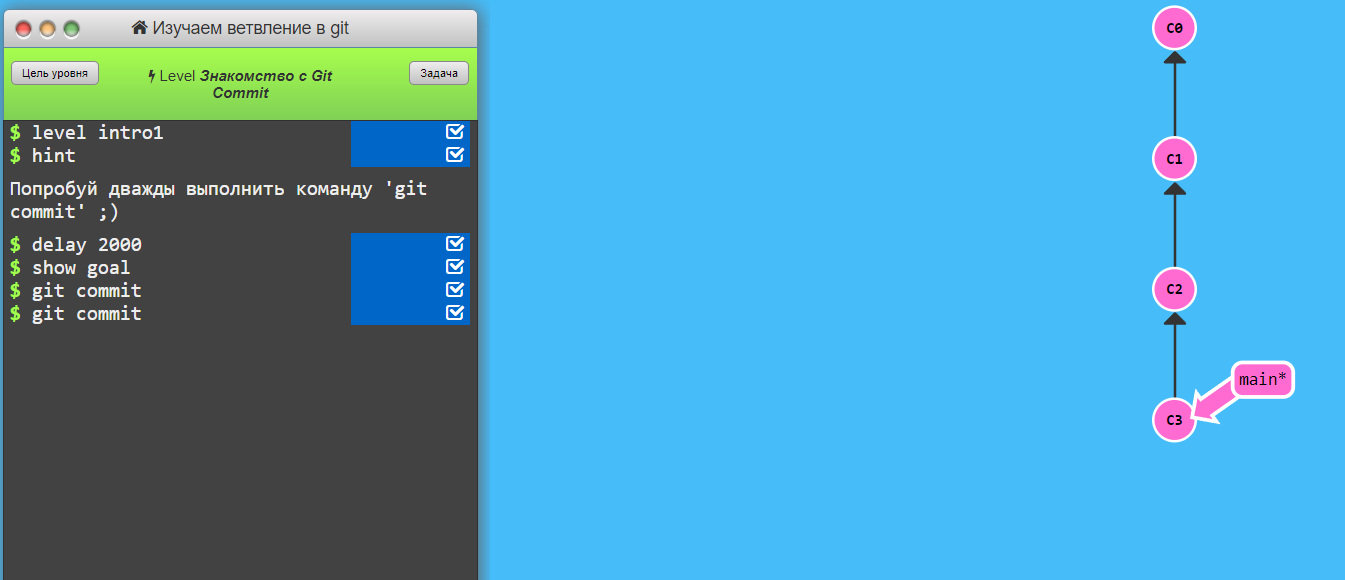 Изучаем ветвление в git
Цель уровня
Level Знакомство с Git
Commit
Задача
$ level intro1
$ hint
Попробуй дважды выполнить команду 'git
commit' ;)
$ delay 2000
$ show goal
$ git commit
$ git commit
C0
C1
C2
main*
C3